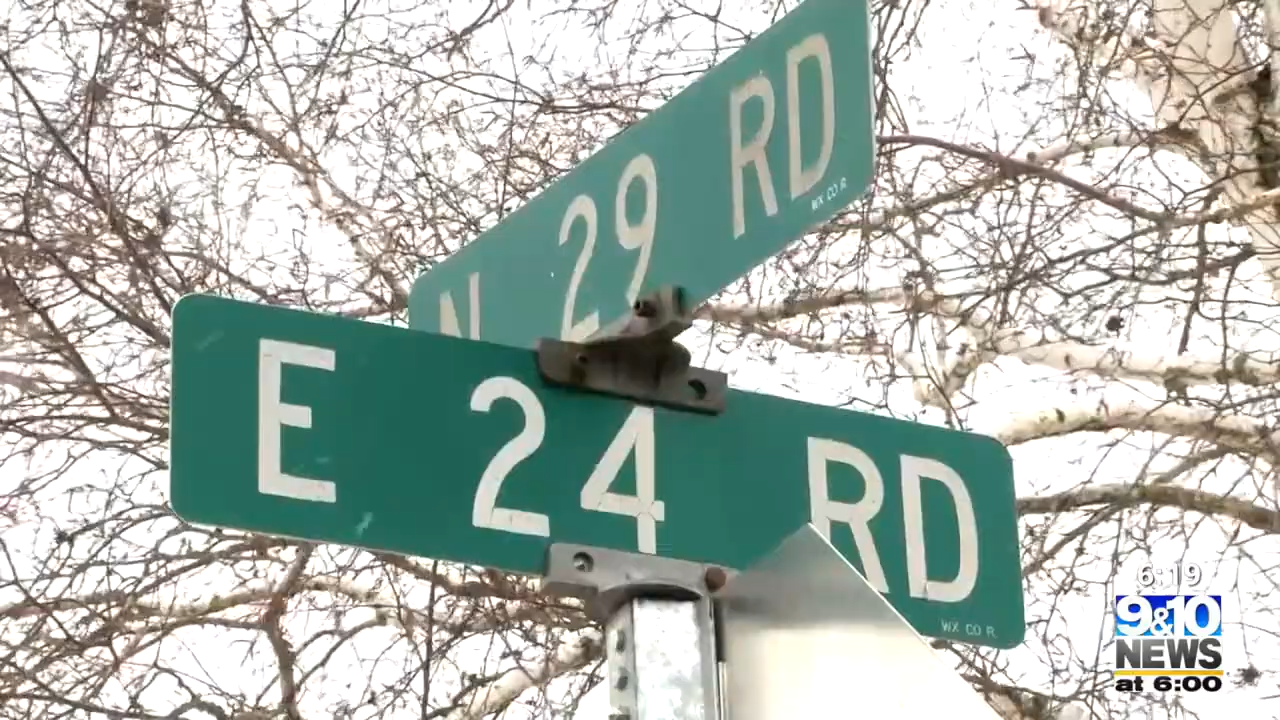 N 29 RD
WX CO R.
E 24 RD
WX CO R.
6:19
9&10
NEWS
at 6:00